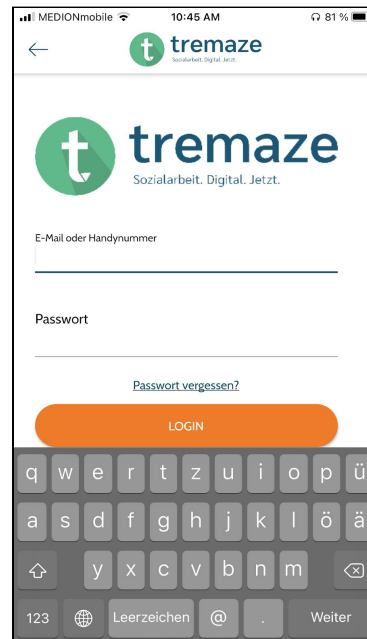 MEDIONmobile 10:45 AM 81 %
t tremaze
Sozialarbeit. Digital. Jetzt.
t tremaze
Sozialarbeit. Digital. Jetzt.
E-Mail oder Handynummer
Passwort
Passwort vergessen?
LOGIN
q w e r t z u i o p ü
a s d f g h j k l ö ä
y x c v b n m
123 Leerzeichen @ . Weiter